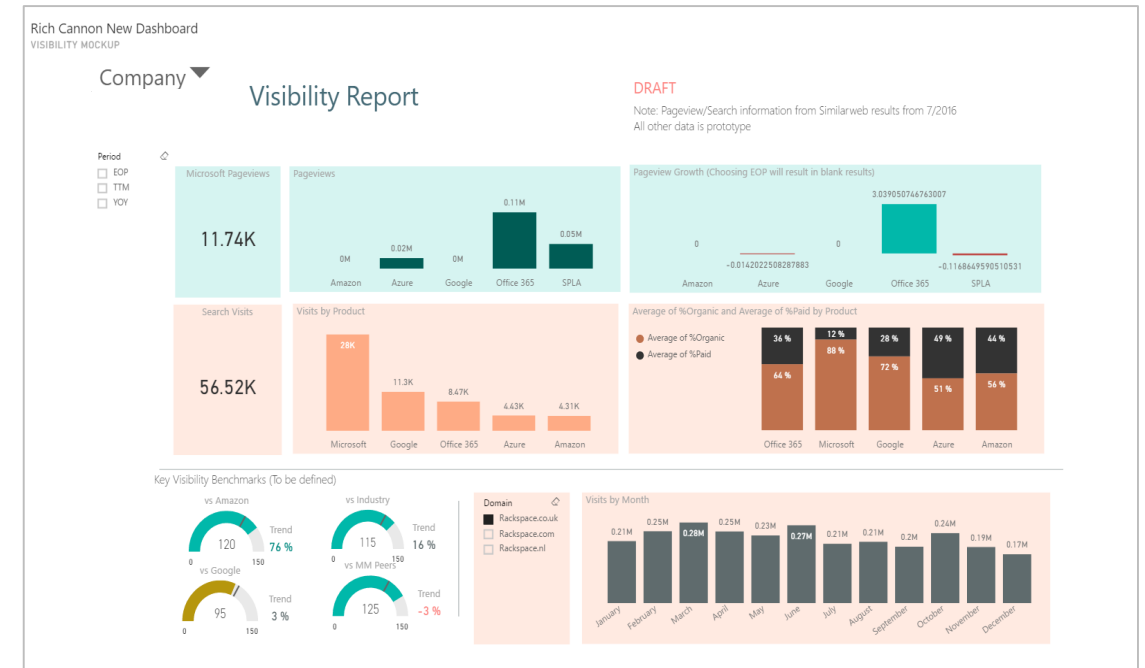 Rich Cannon New Dashboard
VISIBILITY MOCKUP
Company
Visibility Report
DRAFT
Note: Pageview/Search information from Similarweb results from 7/2016
All other data is prototype
Period
EOP
TTM
YOY
Microsoft Pageviews
11.74K
Pageviews
0M
0.02M
0M
0.11M
0.05M
Amazon Azure Google Office 365 SPLA
Pageview Growth (Choosing EOP will result in blank results)
0
-0.0142022508287883
0
3.039050746763007
-0.1168649590510531
Amazon Azure Google Office 365 SPLA
Search Visits
56.52K
Visits by Product
28K
11.3K
8.47K
4.43K
4.31K
Microsoft Google Office 365 Azure Amazon
Average of %Organic and Average of %Paid by Product
Average of %Organic
Average of %Paid
36 % 12 % 28 % 49 % 44 %
64 % 88 % 72 % 51 % 56 %
Office 365 Microsoft Google Azure Amazon
Key Visibility Benchmarks (To be defined)
vs Amazon
120
0 150
Trend
76 %
vs Industry
115
0 150
Trend
16 %
vs Google
95
0 150
Trend
3 %
vs MM Peers
125
0 150
Trend
-3 %
Domain
Rackspace.co.uk
Rackspace.com
Rackspace.nl
Visits by Month
0.21M 0.25M 0.28M 0.25M 0.23M 0.27M 0.21M 0.21M 0.2M 0.24M 0.19M 0.17M
January February March April May June July August September October November December